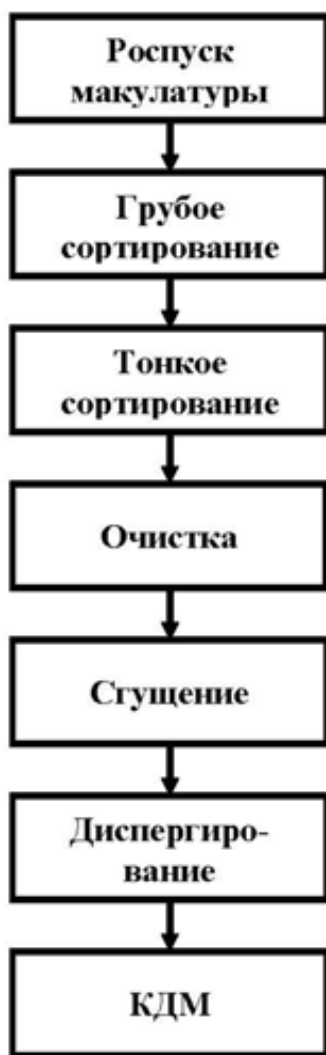 Роспуск
макулатуры
Грубое
сортирование
Тонкое
сортирование
Очистка
Сгущение
Диспергиро-
вание
КДМ